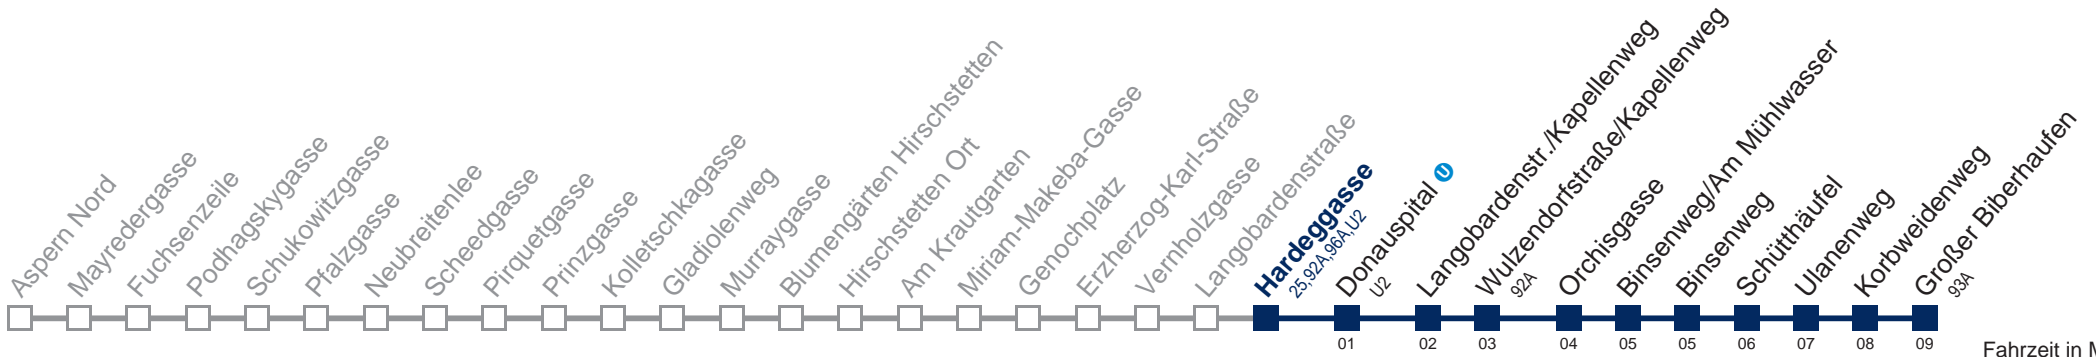 Aspern Nord
Mayredergasse
Fuchsenzeile
Podhagskygasse
Schukowitzgasse
Pfalzgasse
Neubreitenlee
Scheedgasse
Pirquetgasse
Prinzgasse
Kolletschkagasse
Gladiolenweg
Murraygasse
Blumengärten Hirschstetten
Hirschstetten Ort
Am Krautgarten
Miriam-Makeba-Gasse
Genochplatz
Erzherzog-Karl-Straße
Vernholzgasse
Langobardenstraße
Hardeggasse
25,92A,96A,U2
Donauspital U
U2
Langobardenstr./Kapellenweg
Wulzendorfstraße/Kapellenweg
92A
Orchisgasse
Binsenweg/Am Mühlwasser
Binsenweg
Schütthäufel
Ulanenweg
Korbweidenweg
Großer Biberhaufen
93A
01 02 03 04 05 05 06 07 08 09
Fahrzeit in M